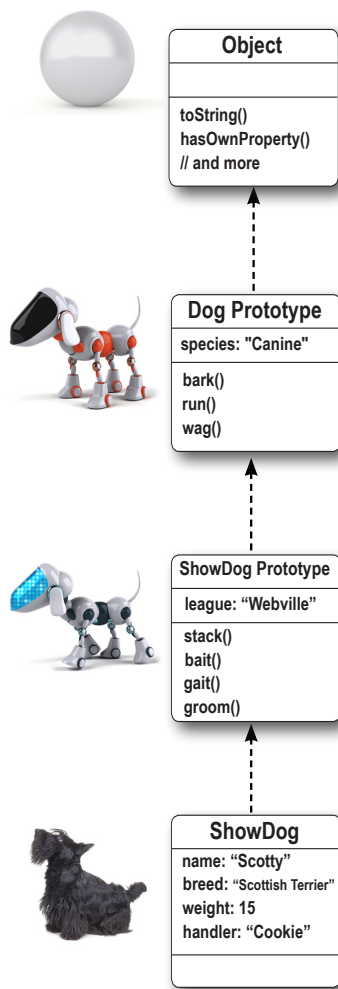 Object
toString()
hasOwnProperty()
// and more
Dog Prototype
species: "Canine"
bark()
run()
wag()
ShowDog Prototype
league: “Webville”
stack()
bait()
gait()
groom()
ShowDog
name: “Scotty”
breed: “Scottish Terrier”
weight: 15
handler: “Cookie”